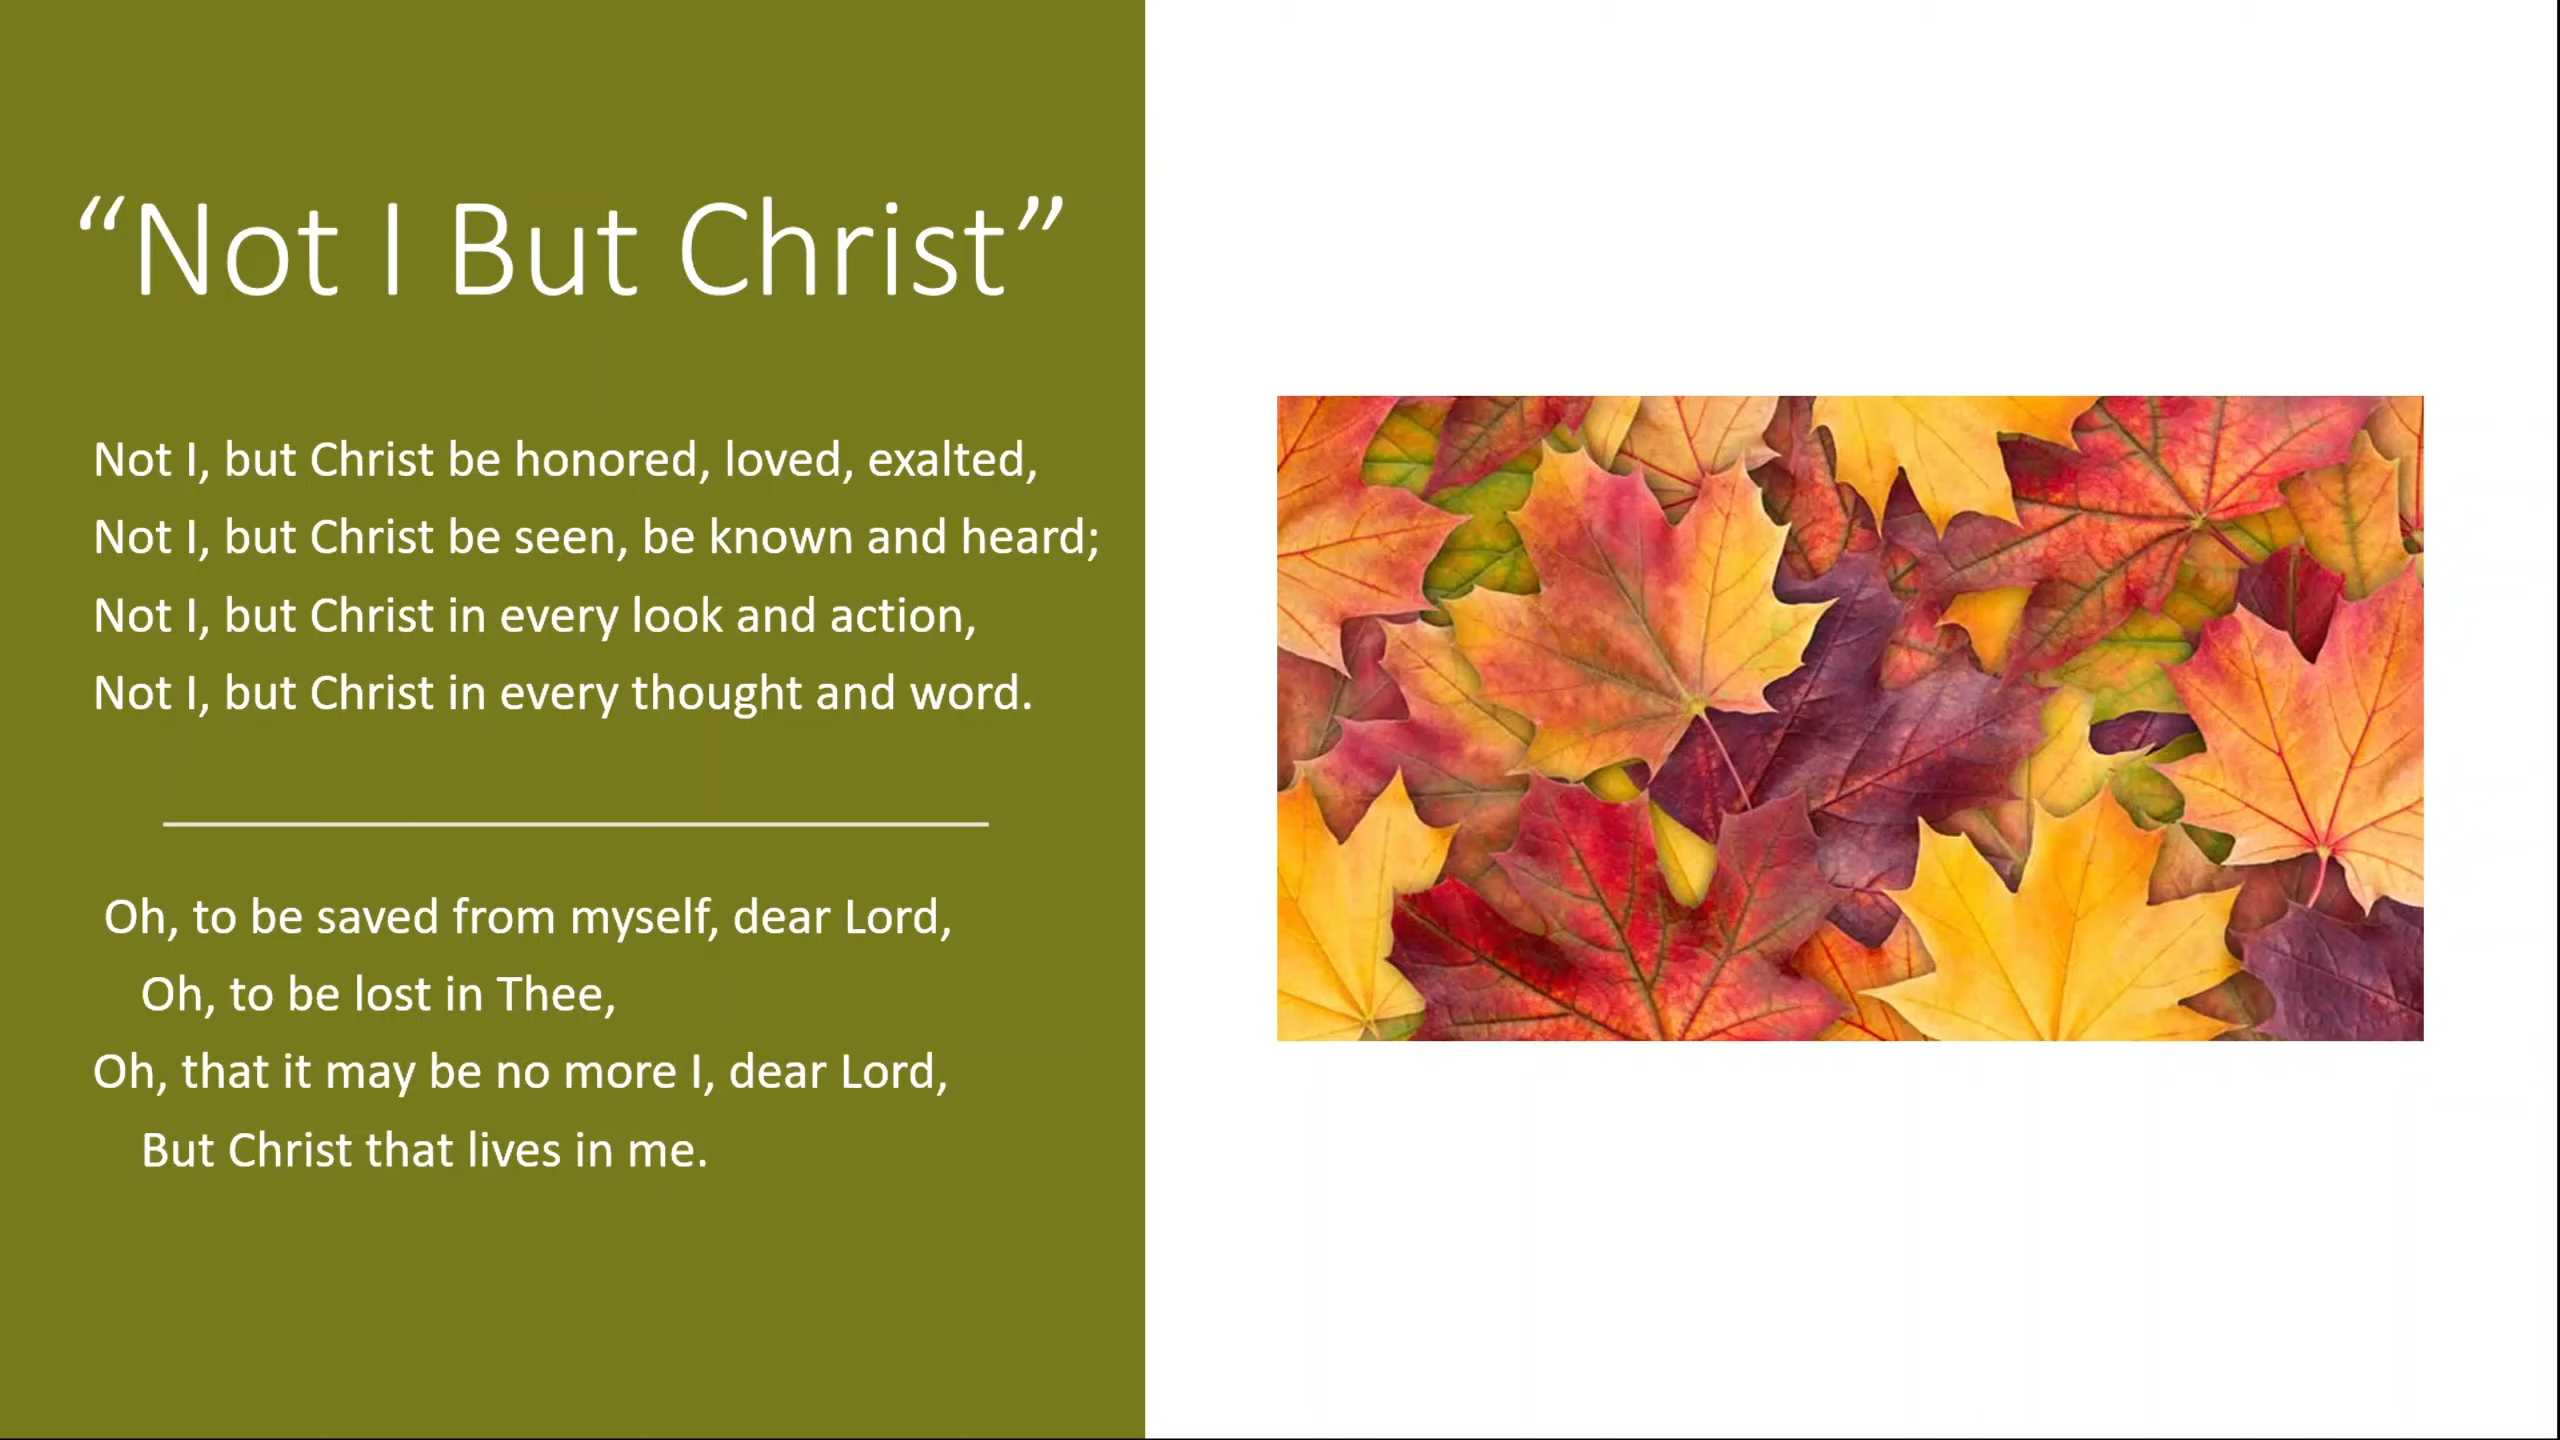 “Not I But Christ”
Not I, but Christ be honored, loved, exalted,
Not I, but Christ be seen, be known and heard;
Not I, but Christ in every look and action,
Not I, but Christ in every thought and word.
Oh, to be saved from myself, dear Lord,
Oh, to be lost in Thee,
Oh, that it may be no more I, dear Lord,
But Christ that lives in me.